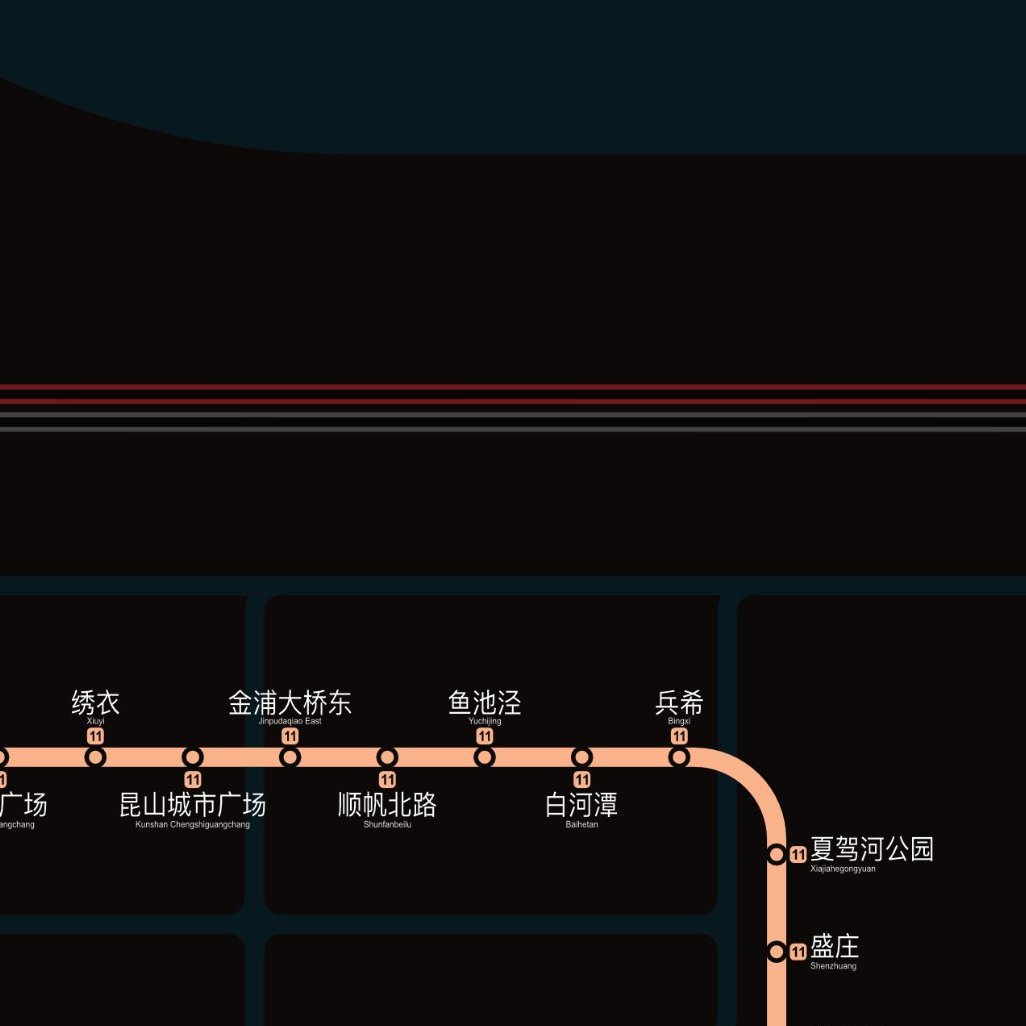 绣衣
Xiuyi
11
金浦大桥东
Jinpudaqiao East
11
鱼池泾
Yuchijing
11
兵希
Bingxi
11
广场
angchang
11
昆山城市广场
Kunshan Chengshiguangchang
11
顺帆北路
Shunfanbeilu
11
白河潭
Baihetan
11
夏驾河公园
Xiajiahegongyuan
11
盛庄
Shenzhuang